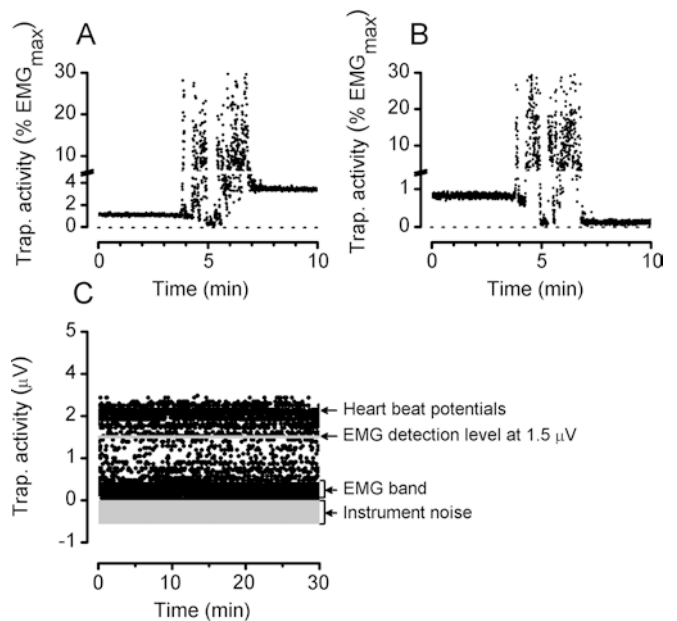 A
B
Trap. activity (% EMGmax)
30
20
10
4
2
0
0
5
10
Time (min)
Trap. activity (% EMGmax)
30
20
10
1
0
0
5
10
Time (min)
C
Trap. activity (µV)
5
4
2
1
0
-1
Heart beat potentials
EMG detection level at 1.5 µV
EMG band
Instrument noise
0
10
20
30
Time (min)